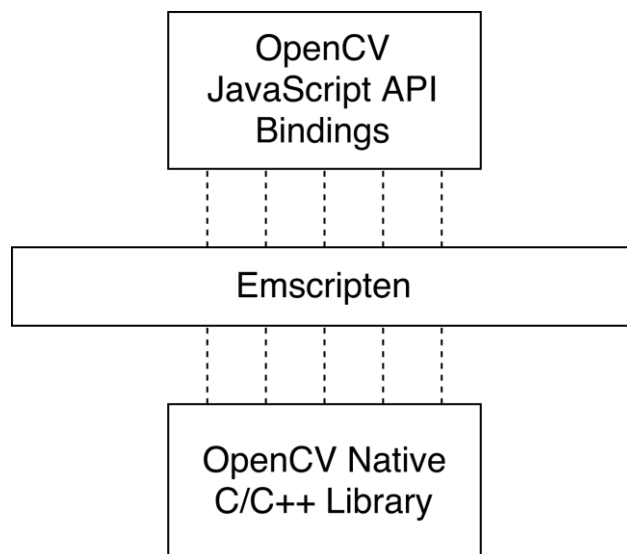 OpenCV
JavaScript API
Bindings
Emscripten
OpenCV Native
C/C++ Library